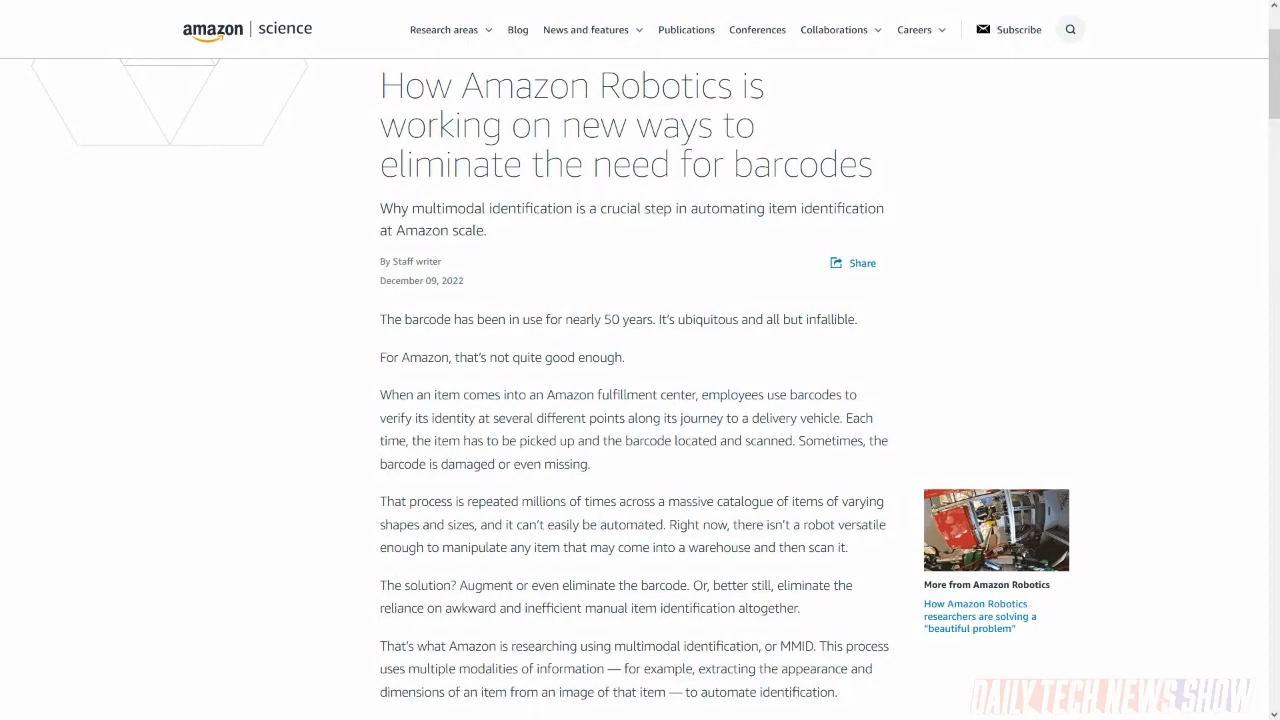 amazon | science
Research areas
Blog
News and features
Publications
Conferences
Collaborations
Careers
Subscribe
How Amazon Robotics is
working on new ways to
eliminate the need for barcodes
Why multimodal identification is a crucial step in automating item identification
at Amazon scale.
By Staff writer
Share
December 09, 2022
The barcode has been in use for nearly 50 years. It's ubiquitous and all but infallible.
For Amazon, that's not quite good enough.
When an item comes into an Amazon fulfillment center, employees use barcodes to
verify its identity at several different points along its journey to a delivery vehicle. Each
time, the item has to be picked up and the barcode located and scanned. Sometimes, the
barcode is damaged or even missing.
That process is repeated millions of times across a massive catalogue of items of varying
shapes and sizes, and it can't easily be automated. Right now, there isn't a robot versatile
enough to manipulate any item that may come into a warehouse and then scan it.
The solution? Augment or even eliminate the barcode. Or, better still, eliminate the
reliance on awkward and inefficient manual item identification altogether.
That's what Amazon is researching using multimodal identification, or MMID. This process
uses multiple modalities of information — for example, extracting the appearance and
dimensions of an item from an image of that item — to automate identification.
More from Amazon Robotics
How Amazon Robotics
researchers are solving a
"beautiful problem"
DAILY TECH NEWS SHOW